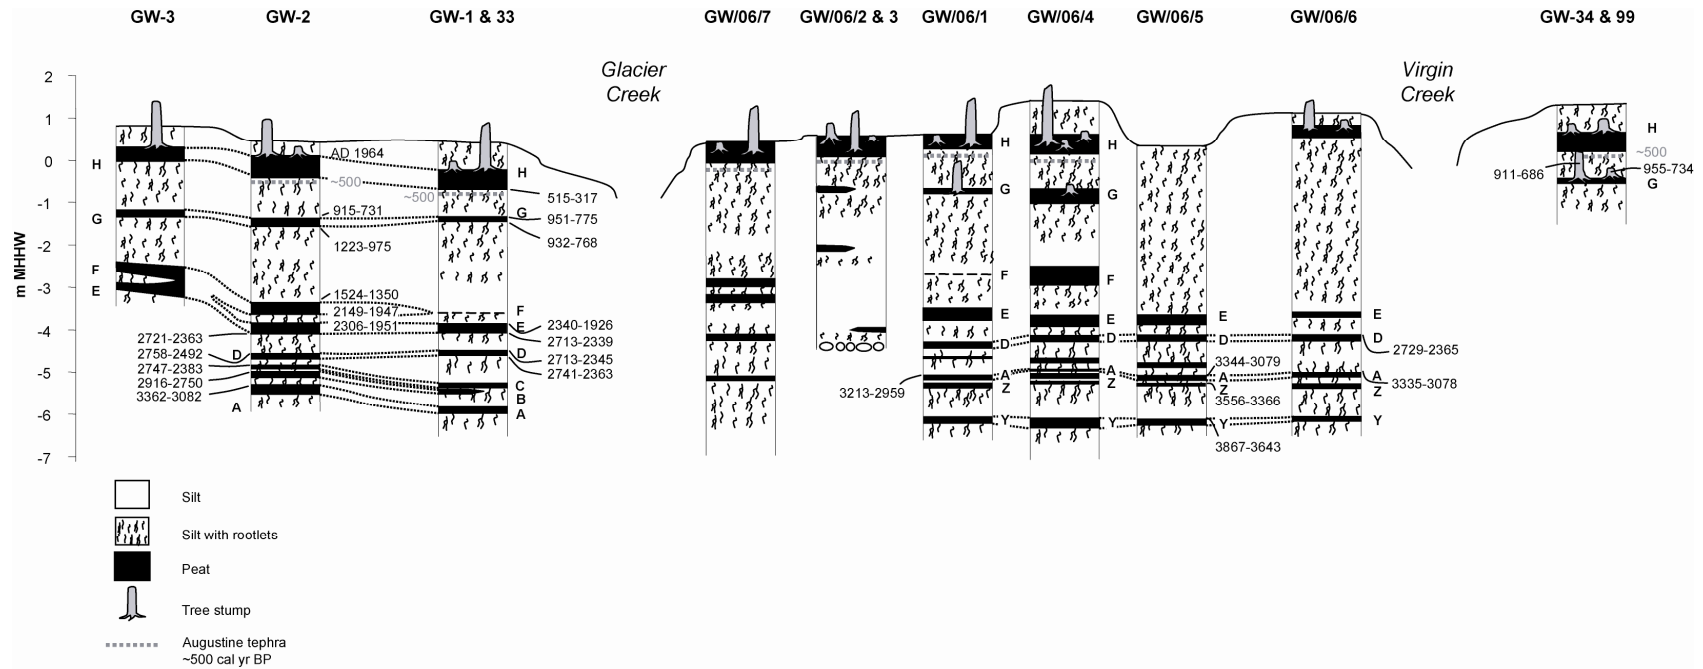 GW-3 GW-2 GW-1 & 33 GW/06/7 GW/06/2 & 3 GW/06/1 GW/06/4 GW/06/5 GW/06/6 GW-34 & 99
Glacier
Creek
Virgin
Creek
m MHHW
2
1
0
-1
-2
-3
-4
-5
-6
-7
H
G
F
E
AD 1964
~500
915-731
1223-975
1524-1350
2149-1947
2306-1951
2721-2363
2758-2492
2747-2383
2916-2750
3362-3082
D
A
~500
H
515-317
G
951-775
932-768
F
E
2340-1926
2713-2339
D
2713-2345
2741-2363
C
B
A
H
G
F
E
D
A
3213-2959
Z
Y
H
G
F
E
D
A
Z
Y
E
D
3344-3079
A
Z
3556-3366
Y
3867-3643
E
D
2729-2365
A
3335-3078
Z
Y
H
~500
911-686
955-734
G
Silt
Silt with rootlets
Peat
Tree stump
Augustine tephra
~500 cal yr BP